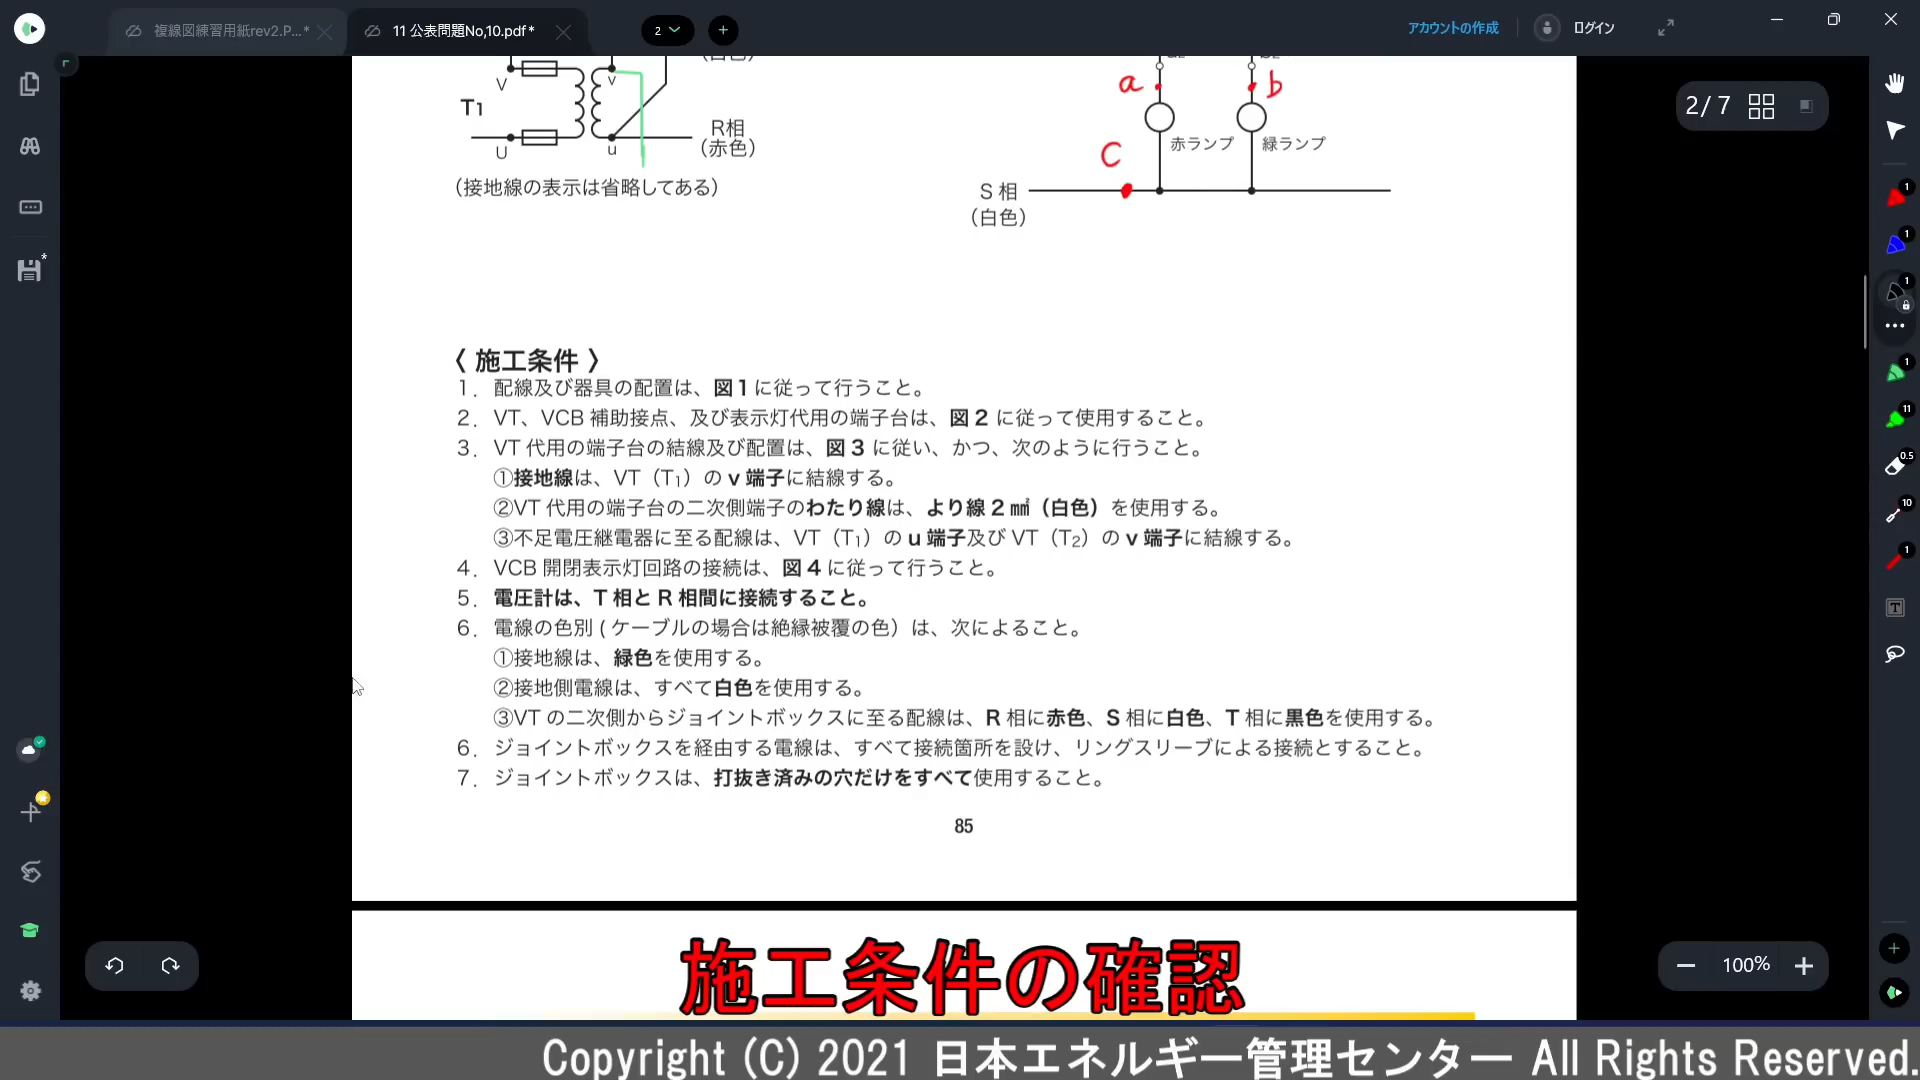 複線図練習用紙rev2.P...*
11 公表問題No,10.pdf*
2
アカウントの作成
ログイン
2/7
V
v
T1
R相
（赤色）
U
u
（接地線の表示は省略してある）
a
b
赤ランプ
緑ランプ
C
S 相
（白色）
〈 施工条件 〉
1．配線及び器具の配置は、図1に従って行うこと。
2．VT、VCB 補助接点、及び表示灯代用の端子台は、図2 に従って使用すること。
3．VT 代用の端子台の結線及び配置は、図3 に従い、かつ、次のように行うこと。
①接地線は、VT（T1）の v 端子に結線する。
②VT 代用の端子台の二次側端子のわたり線は、より線 2 ㎟（白色）を使用する。
③不足電圧継電器に至る配線は、VT（T1）の u 端子及び VT（T2）の v 端子に結線する。
4．VCB 開閉表示灯回路の接続は、図4 に従って行うこと。
5．電圧計は、T 相と R 相間に接続すること。
6．電線の色別 ( ケーブルの場合は絶縁被覆の色）は、次によること。
①接地線は、緑色を使用する。
②接地側電線は、すべて白色を使用する。
③VT の二次側からジョイントボックスに至る配線は、R 相に赤色、S 相に白色、T 相に黒色を使用する。
6．ジョイントボックスを経由する電線は、すべて接続箇所を設け、リングスリーブによる接続とすること。
7．ジョイントボックスは、打抜き済みの穴だけをすべて使用すること。
85
100%
施工条件の確認
Copyright (C) 2021 日本エネルギー管理センター All Rights Reserved.